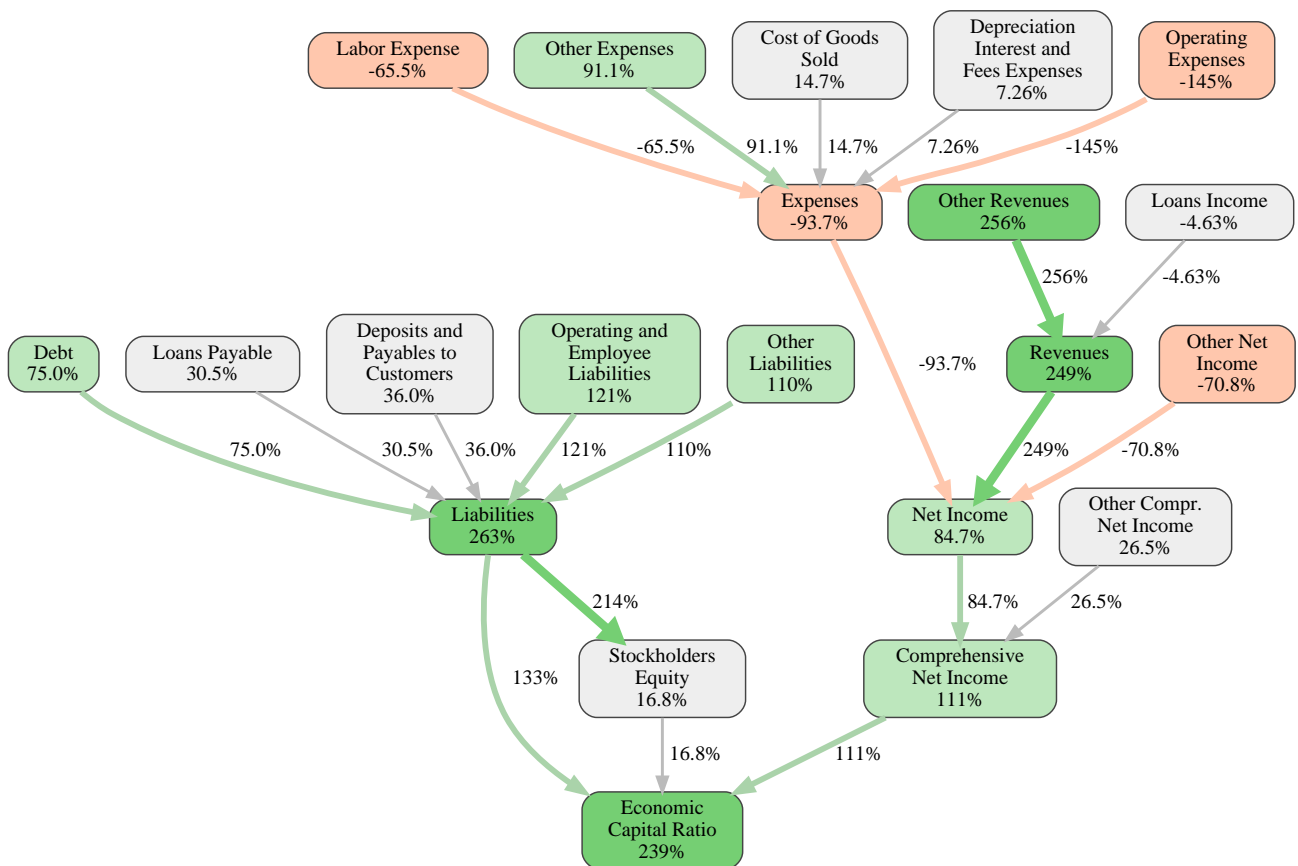 Labor Expense
-65.5%
Other Expenses
91.1%
Cost of Goods
Sold
14.7%
Depreciation
Interest and
Fees Expenses
7.26%
Operating
Expenses
-145%
-65.5%
91.1%
14.7%
7.26%
-145%
Expenses
-93.7%
Other Revenues
256%
Loans Income
-4.63%
256%
-4.63%
Debt
75.0%
Loans Payable
30.5%
Deposits and
Payables to
Customers
36.0%
Operating and
Employee
Liabilities
121%
Other
Liabilities
110%
-93.7%
Revenues
249%
Other Net
Income
-70.8%
75.0%
30.5%
36.0%
121%
110%
249%
-70.8%
Liabilities
263%
Net Income
84.7%
Other Compr.
Net Income
26.5%
214%
84.7%
26.5%
133%
Stockholders
Equity
16.8%
Comprehensive
Net Income
111%
16.8%
111%
Economic
Capital Ratio
239%